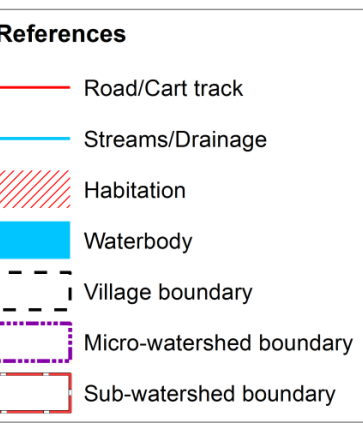 References
Road/Cart track
Streams/Drainage
Habitation
Waterbody
Village boundary
Micro-watershed boundary
Sub-watershed boundary